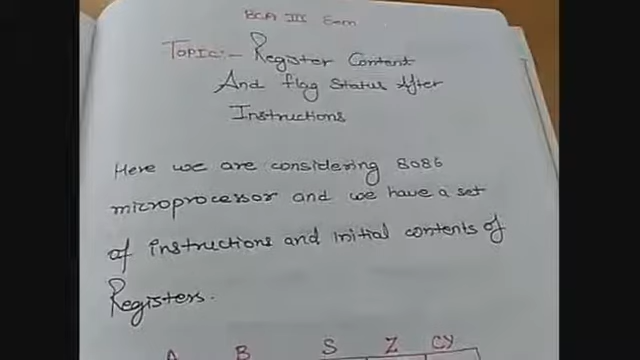 BCA III Sem
Topic:- Register Content
And flag Status After
Instructions
Here we are considering 8085
microprocessor and we have a set
of instructions and initial contents of
Registers.
A B S Z CY